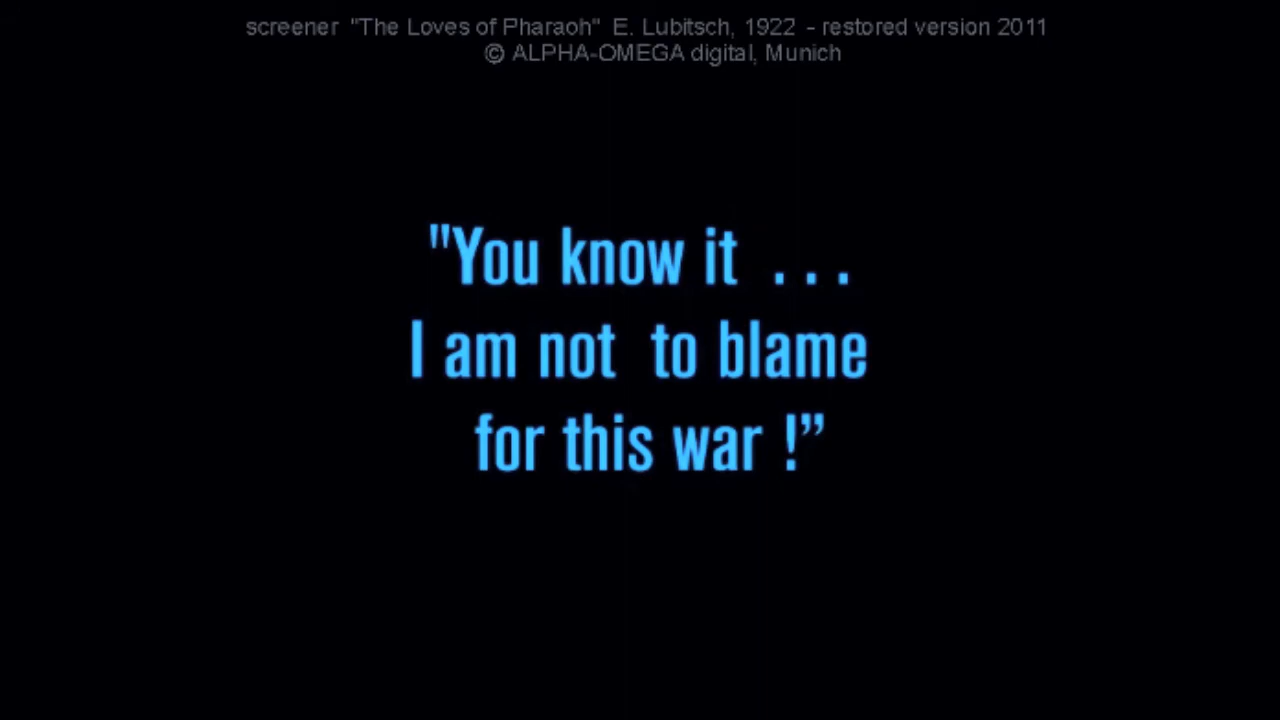 screener "The Loves of Pharaoh" E. Lubitsch, 1922 - restored version 2011
© ALPHA-OMEGA digital, Munich
"You know it . . .
I am not to blame
for this war !”